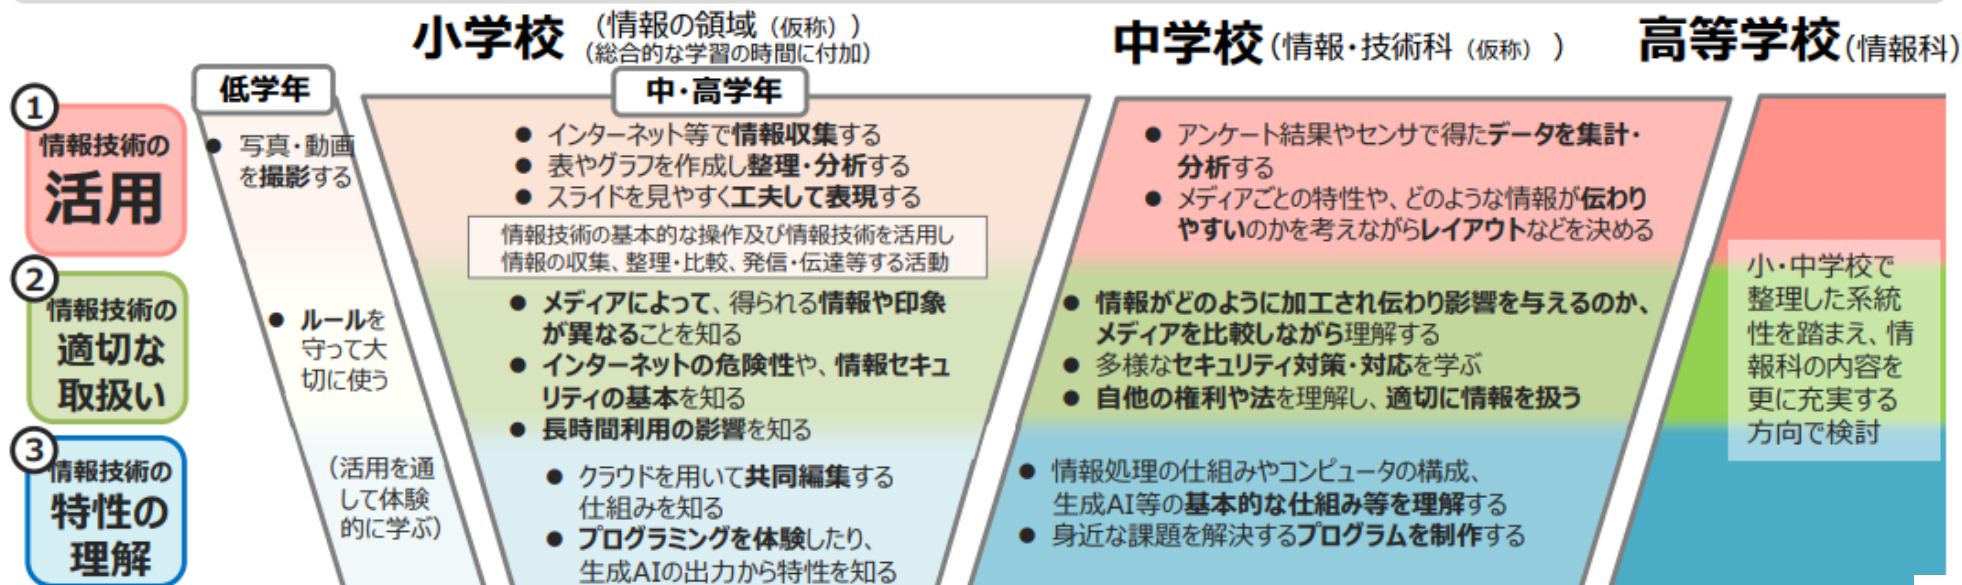 小学校 (情報の領域（仮称）)
(総合的な学習の時間に付加)
中学校(情報・技術科（仮称）)
高等学校(情報科)
低学年
中・高学年
①
情報技術の
活用
● 写真・動画
を撮影する
● インターネット等で情報収集する
● 表やグラフを作成し整理・分析する
● スライドを見やすく工夫して表現する
情報技術の基本的な操作及び情報技術を活用し
情報の収集、整理・比較、発信・伝達等する活動
● アンケート結果やセンサで得たデータを集計・
分析する
● メディアごとの特性や、どのような情報が伝わり
やすいのかを考えながらレイアウトなどを決める
②
情報技術の
適切な
取扱い
● ルールを
守って大
切に使う
● メディアによって、得られる情報や印象
が異なることを知る
● インターネットの危険性や、情報セキュ
リティの基本を知る
● 長時間利用の影響を知る
● 情報がどのように加工され伝わり影響を与えるのか、
メディアを比較しながら理解する
● 多様なセキュリティ対策・対応を学ぶ
● 自他の権利や法を理解し、適切に情報を扱う
小・中学校で
整理した系統
性を踏まえ、情
報科の内容を
更に充実する
方向で検討
③
情報技術の
特性の
理解
（活用を通
して体験
的に学ぶ）
● クラウドを用いて共同編集する
仕組みを知る
● プログラミングを体験したり、
生成AIの出力から特性を知る
● 情報処理の仕組みやコンピュータの構成、
生成AI等の基本的な仕組み等を理解する
● 身近な課題を解決するプログラムを制作する